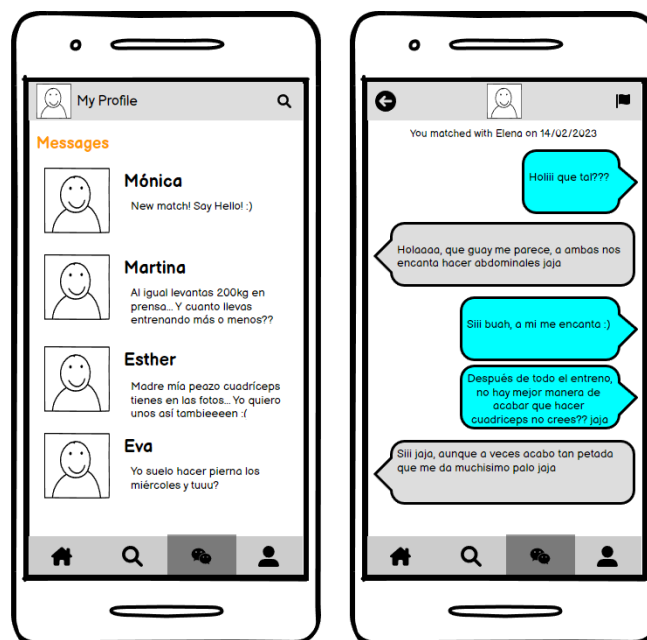 My Profile
Messages
Mónica
New match! Say Hello! :)
Martina
Al igual levantas 200kg en
prensa... Y cuanto llevas
entrenando más o menos??
Esther
Madre mía peazo cuadríceps
tienes en las fotos... Yo quiero
unos así tambieeeen :(
Eva
Yo suelo hacer pierna los
miércoles y tuuu?
You matched with Elena on 14/02/2023
Holiii que tal???
Holaaaa, que guay me parece, a ambas nos
encanta hacer abdominales jaja
Siii buah, a mi me encanta :)
Después de todo el entreno,
no hay mejor manera de
acabar que hacer
cuadriceps no crees?? jaja
Siii jaja, aunque a veces acabo tan petada
que me da muchisimo palo jaja